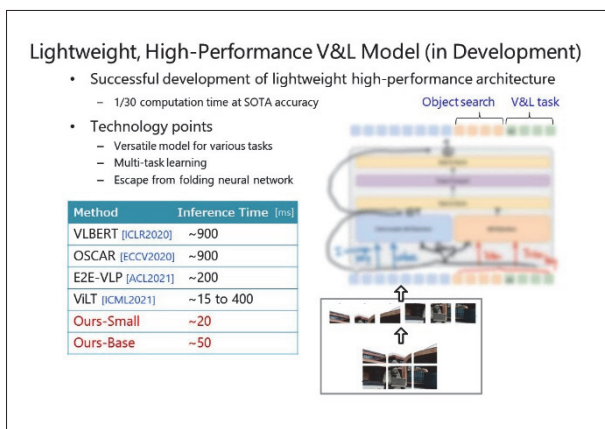 Lightweight, High-Performance V&L Model (in Development)
• Successful development of lightweight high-performance architecture
– 1/30 computation time at SOTA accuracy
• Technology points
– Versatile model for various tasks
– Multi-task learning
– Escape from folding neural network
Object search
V&L task
Method Inference Time [ms]
VLBERT [ICLR2020] ~900
OSCAR [ECCV2020] ~900
E2E-VLP [ACL2021] ~200
ViLT [ICML2021] ~15 to 400
Ours-Small ~20
Ours-Base ~50